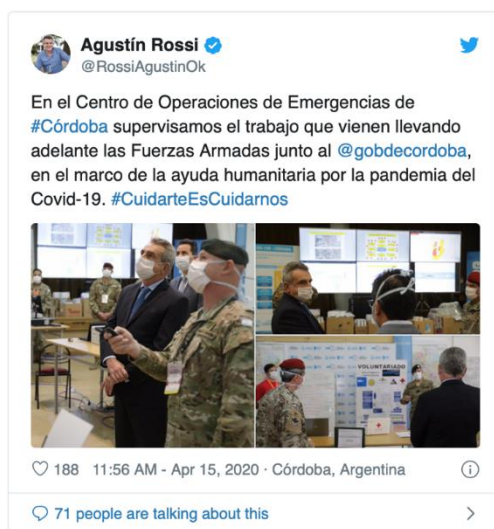 Agustín Rossi
@RossiAgustinOk
En el Centro de Operaciones de Emergencias de
#Córdoba supervisamos el trabajo que vienen llevando
adelante las Fuerzas Armadas junto al @gobdecordoba,
en el marco de la ayuda humanitaria por la pandemia del
Covid-19. #CuidarteEsCuidarnos
VOLUNTARIADO
188 11:56 AM - Apr 15, 2020 · Córdoba, Argentina
71 people are talking about this